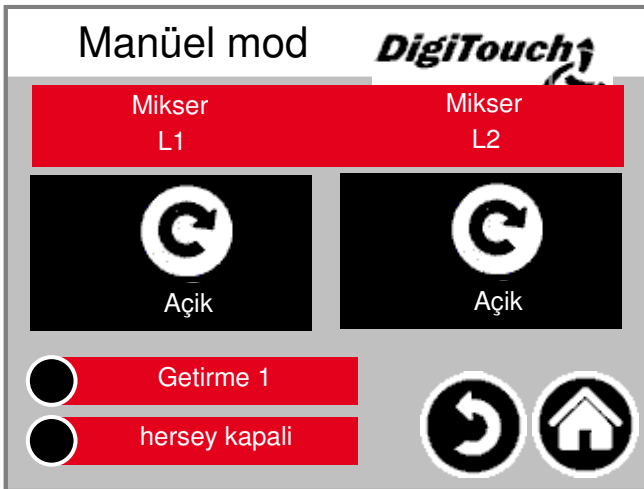 Manüel mod
DigiTouch
Mikser
L1
Mikser
L2
Açik
Açik
Getirme 1
hersey kapali